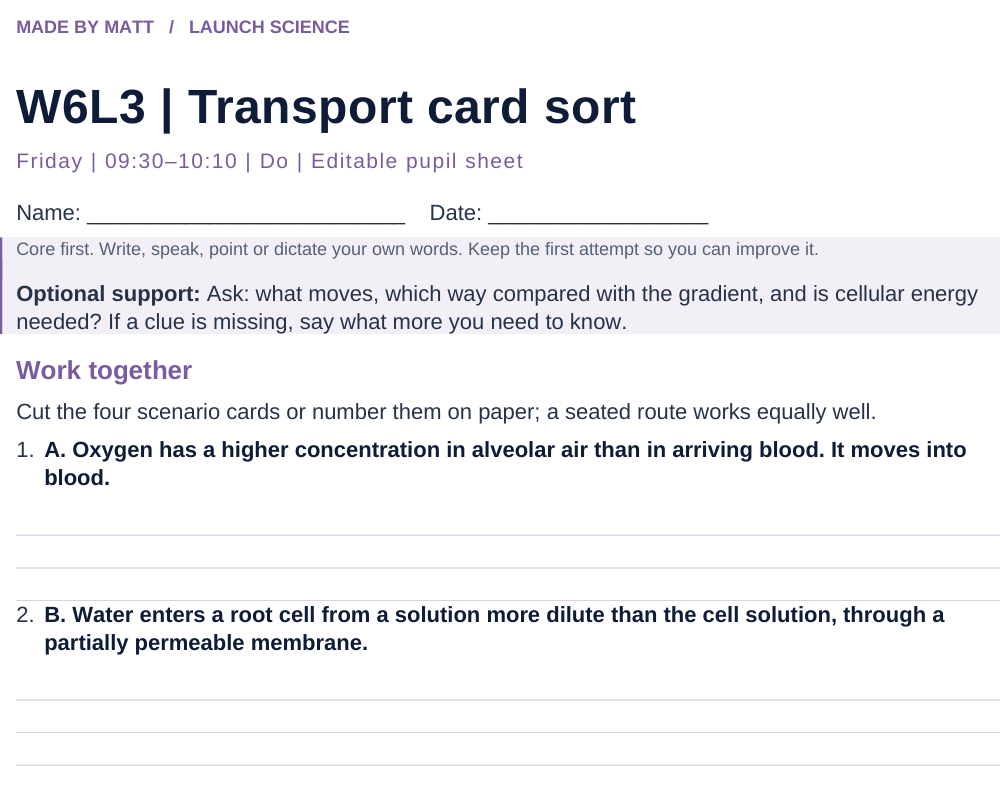 MADE BY MATT / LAUNCH SCIENCE
W6L3 | Transport card sort
Friday | 09:30–10:10 | Do | Editable pupil sheet
Name: __________________________ Date: __________________
Core first. Write, speak, point or dictate your own words. Keep the first attempt so you can improve it.
Optional support: Ask: what moves, which way compared with the gradient, and is cellular energy
needed? If a clue is missing, say what more you need to know.
Work together
Cut the four scenario cards or number them on paper; a seated route works equally well.
1. A. Oxygen has a higher concentration in alveolar air than in arriving blood. It moves into
blood.
2. B. Water enters a root cell from a solution more dilute than the cell solution, through a
partially permeable membrane.